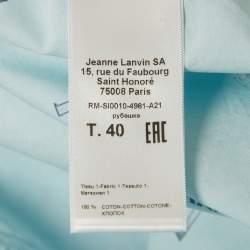 Jeanne Lanvin SA
15, rue du Faubourg
Saint Honoré
75008 Paris
RM-SI0010-4981-A21
рубашка
T. 40 EAC
Tissu 1-Fabric 1-Tessuto 1-
Материал 1
100 % COTON-COTTON-COTONE-
ХЛОПОК